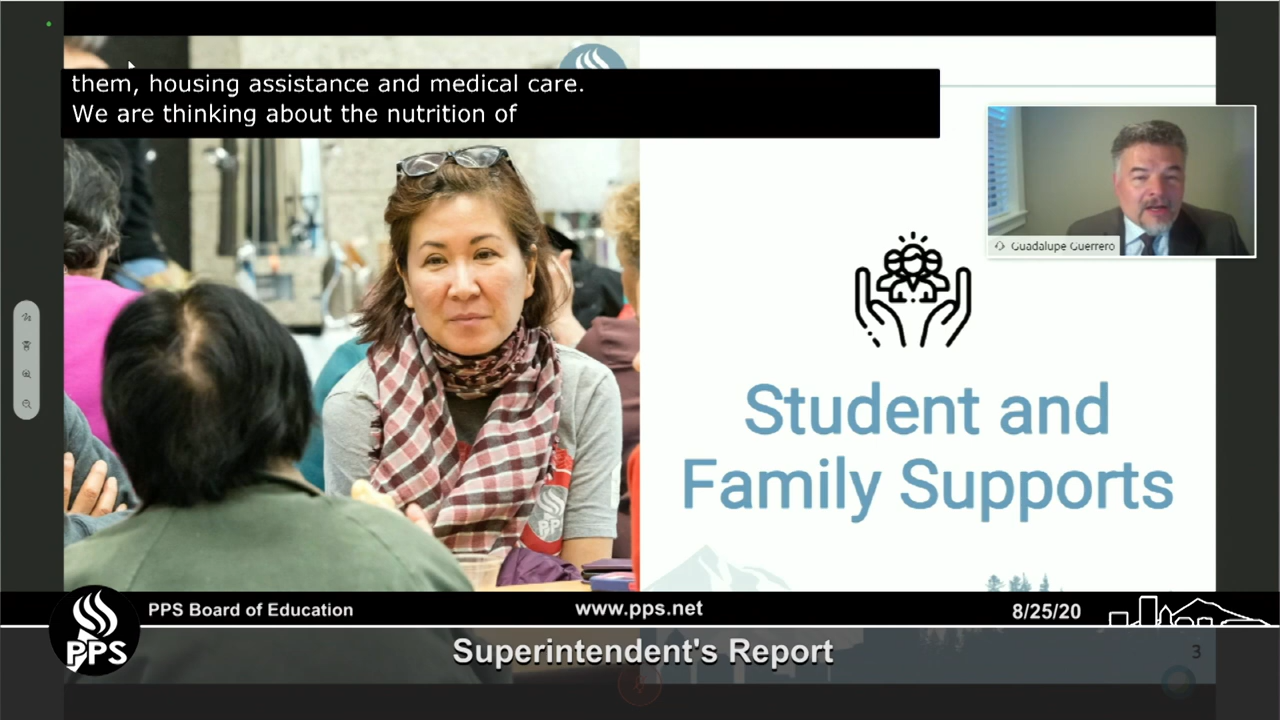 them, housing assistance and medical care.
We are thinking about the nutrition of
Guadalupe Guerrero
Student and
Family Supports
PPS
PPS Board of Education
www.pps.net
8/25/20
PPS
Superintendent's Report
3